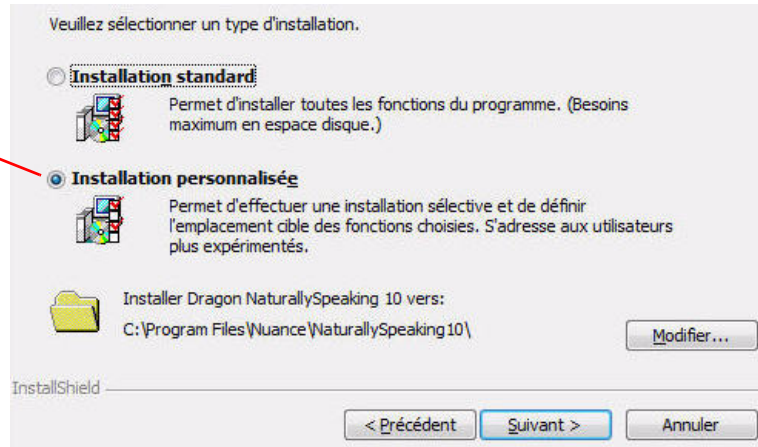 Veuillez sélectionner un type d'installation.
Installation standard
Permet d'installer toutes les fonctions du programme. (Besoins
maximum en espace disque.)
Installation personnalisée
Permet d'effectuer une installation sélective et de définir
l'emplacement cible des fonctions choisies. S'adresse aux utilisateurs
plus expérimentés.
Installer Dragon NaturallySpeaking 10 vers:
C:\Program Files\Nuance\NaturallySpeaking10\
Modifier...
InstallShield
< Précédent
Suivant >
Annuler